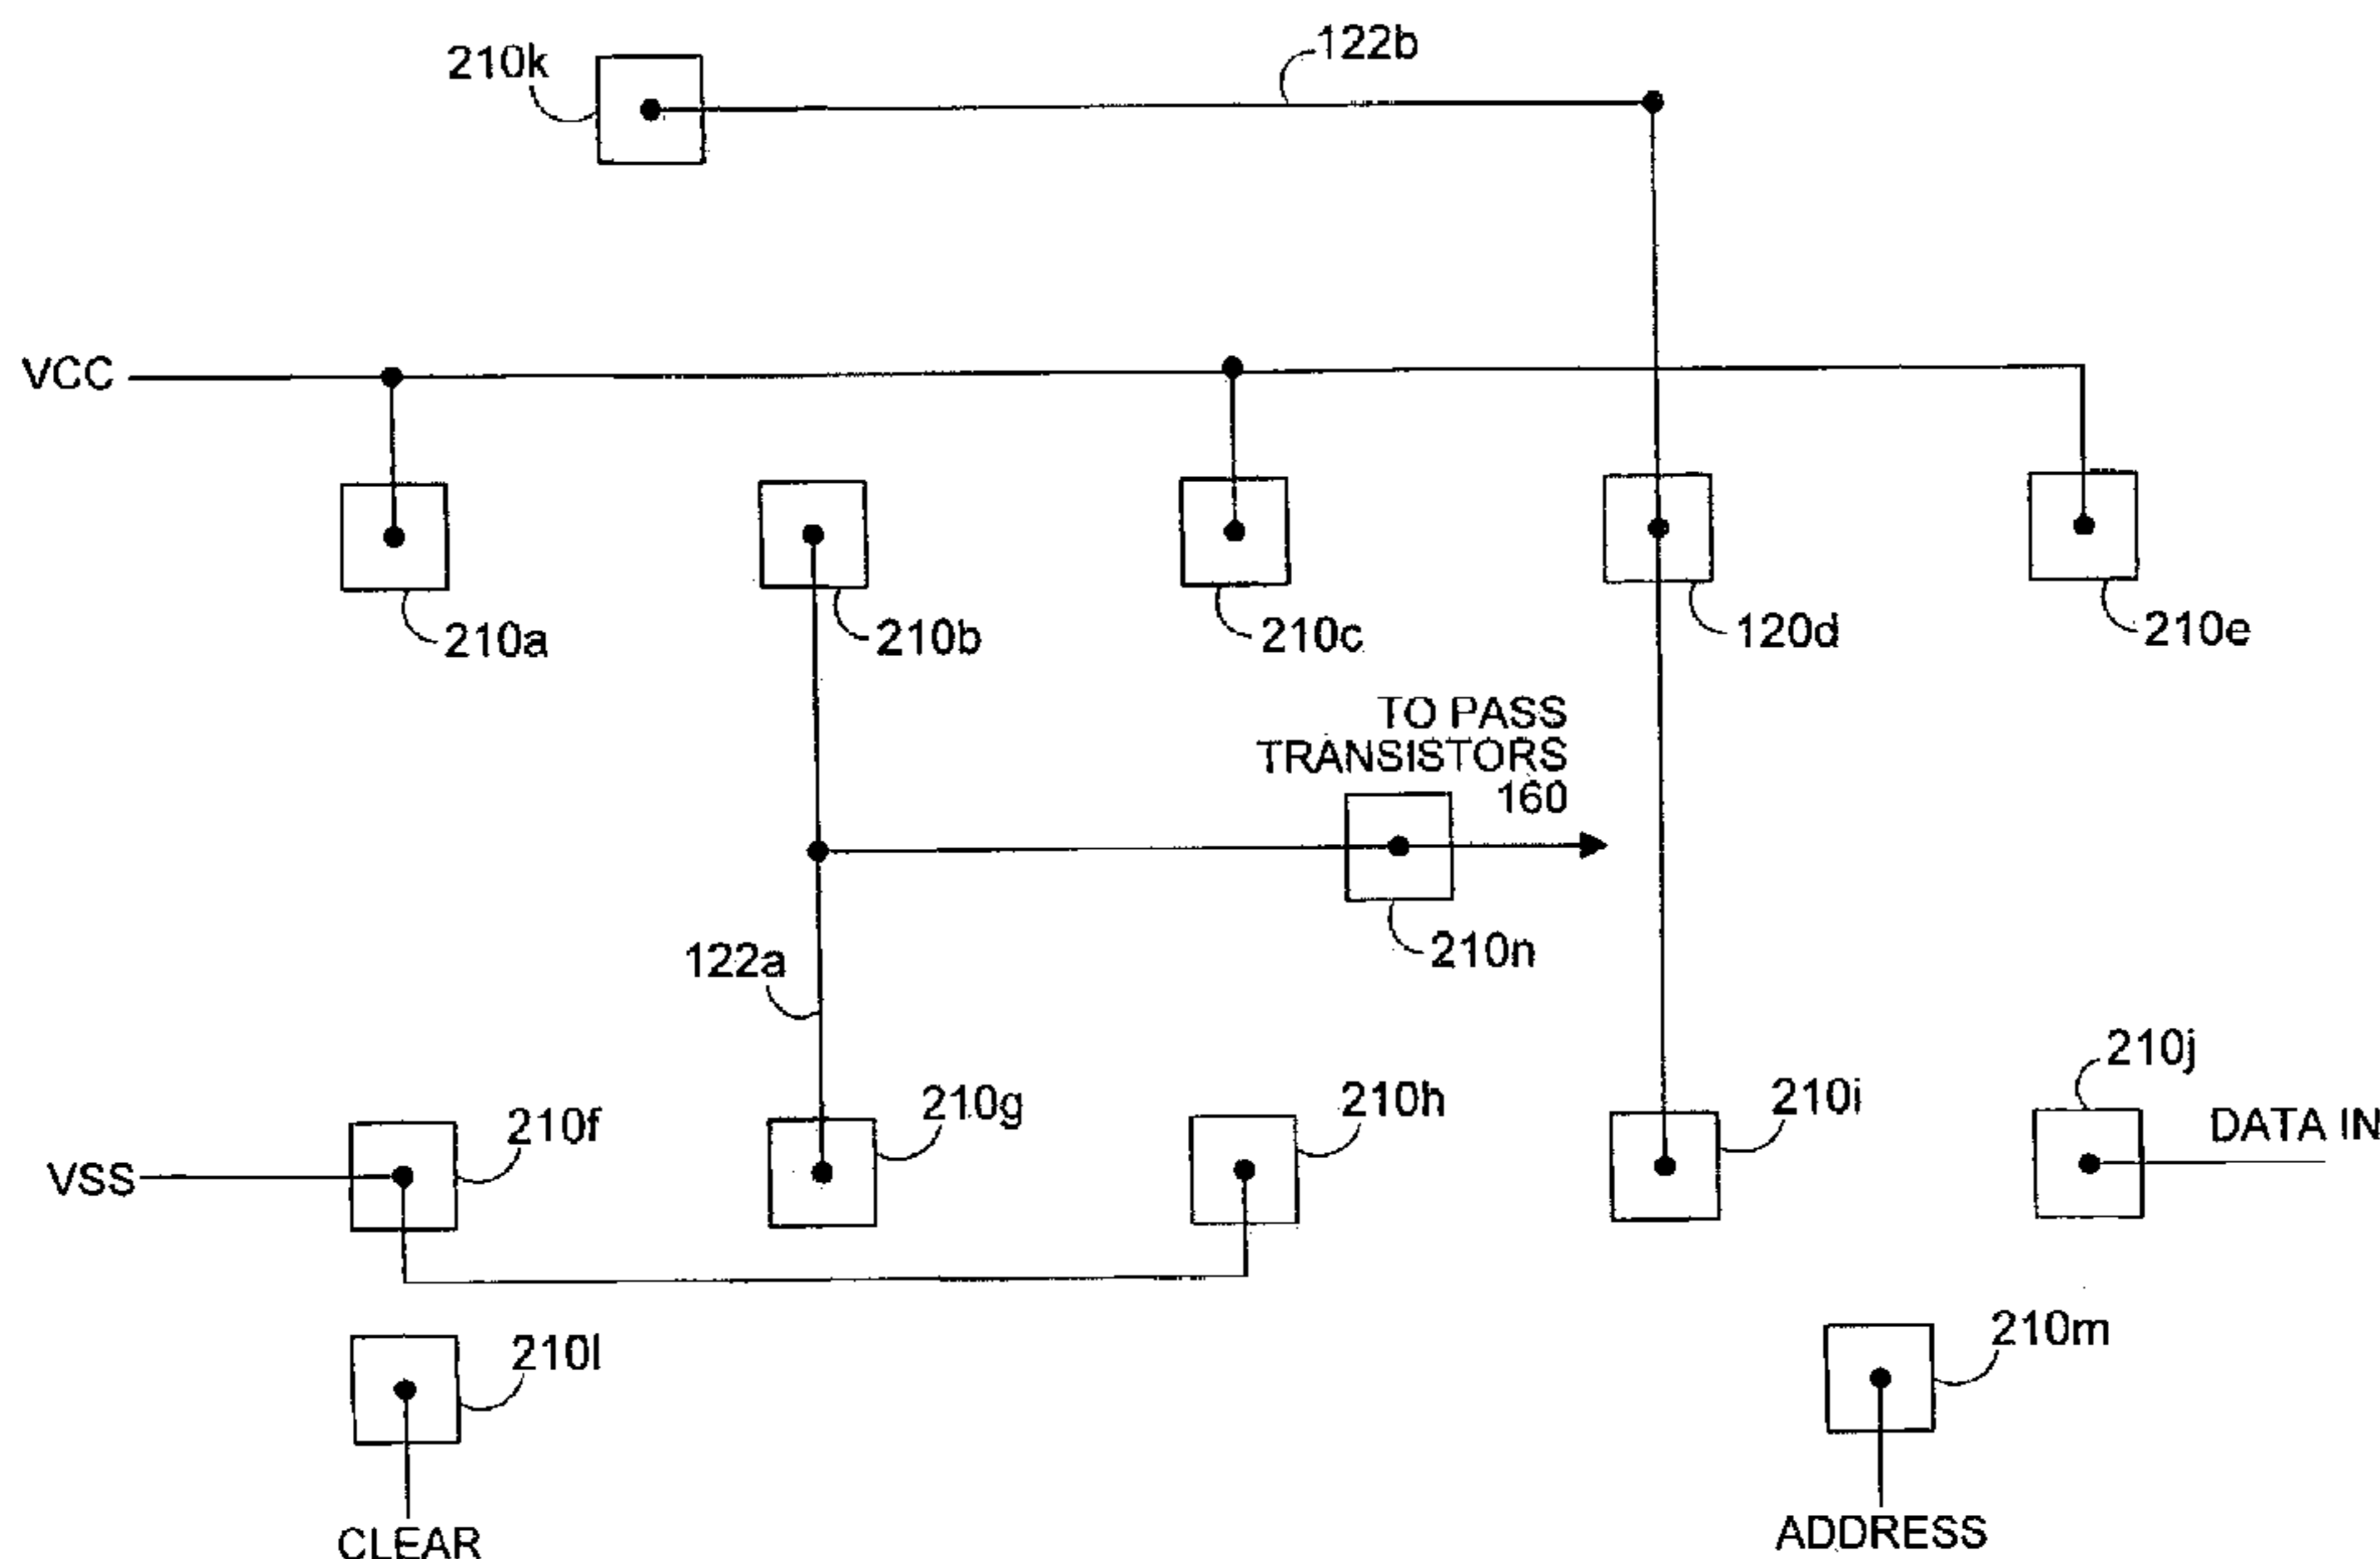 210k
122b
VCC
210a
210b
210c
120d
210e
TO PASS
TRANSISTORS
160
210n
122a
210j
210f
210g
210h
210i
DATA IN
VSS
210l
210m
CLEAR
ADDRESS